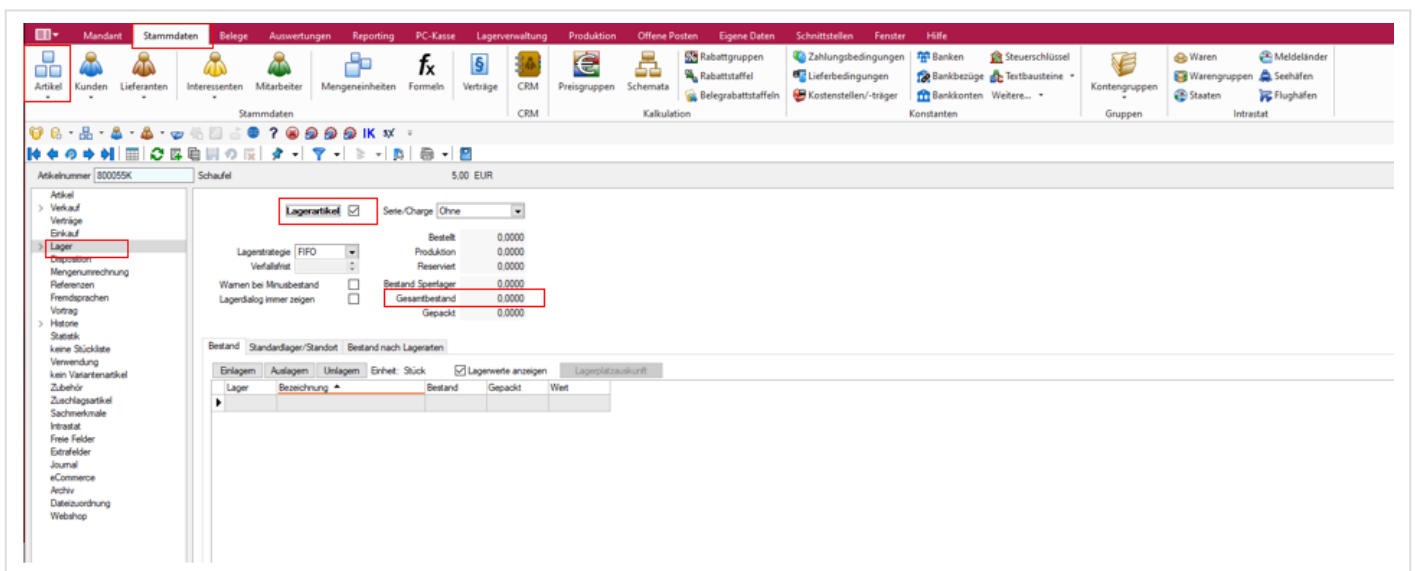 Mandant Stammdaten Belege Auswertungen Reporting PC-Kasse Lagerverwaltung Produktion Offene Posten Eigene Daten Schnittstellen Fenster Hilfe
Artikel Kunden Lieferanten Interessenten Mitarbeiter Mengeneinheiten Formeln Verträge CRM Preisgruppen Schemata
Rabattgruppen Zahlungsbedingungen Banken Steuerschlüssel Waren Meldeländer
Rabattstaffel Lieferbedingungen Bankbezüge Textbausteine Kontengruppen Warengruppen Seehäfen
Belegrabattstaffeln Kostenstellen/-träger Bankkonten Weitere... Staaten Flughäfen
Stammdaten CRM Kalkulation Konstanten Gruppen Intrastat
IK
Artikelnummer 800055K Schaufel 5,00 EUR
Artikel
Verkauf
Verträge
Einkauf
Lager
Disposition
Mengenumrechnung
Referenzen
Fremdsprachen
Vortrag
Historie
Statistik
keine Stückliste
Verwendung
kein Variantenartikel
Zubehör
Zuschlagsartikel
Sachmerkmale
Intrastat
Freie Felder
Extrafelder
Journal
eCommerce
Archiv
Dateizuordnung
Webshop
Lagerartikel Serie/Charge Ohne
Bestellt 0,0000
Lagerstrategie FIFO Produktion 0,0000
Verfallsfrist Reserviert 0,0000
Warnen bei Minusbestand Bestand Sperrlager 0,0000
Lagerdialog immer zeigen Gesamtbestand 0,0000
Gepackt 0,0000
Bestand Standardlager/Standort Bestand nach Lagerarten
Einlagern Auslagern Umlagern Einheit: Stück Lagerwerte anzeigen Lagerplatzauskunft
Lager Bezeichnung Bestand Gepackt Wert